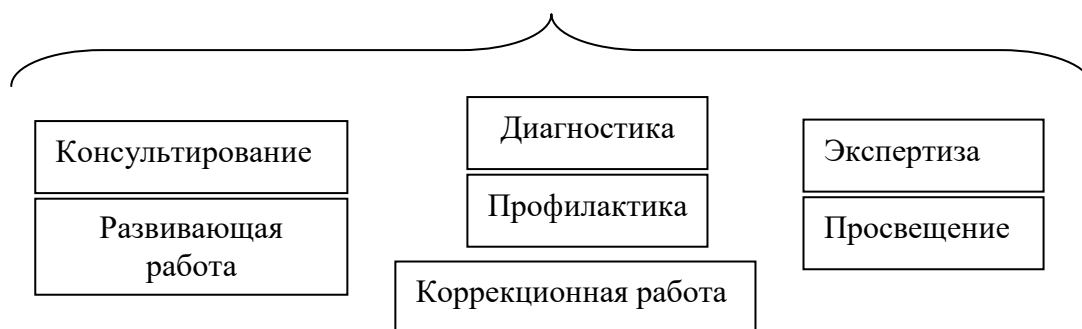 Консультирование
Развивающая
работа
Диагностика
Профилактика
Коррекционная работа
Экспертиза
Просвещение